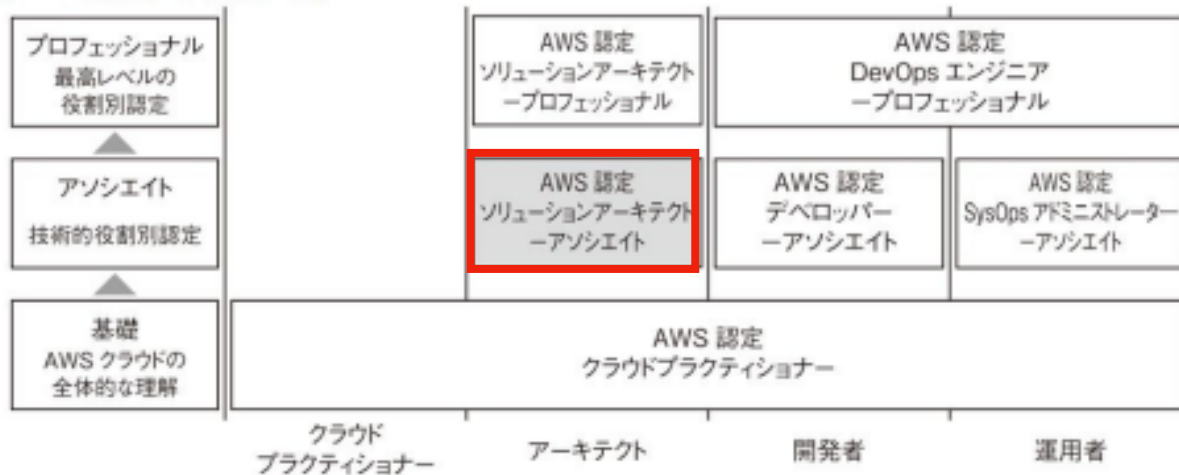 プロフェッショナル
最高レベルの
役割別認定
AWS 認定
ソリューションアーキテクト
ープロフェッショナル
AWS 認定
DevOps エンジニア
ープロフェッショナル
アソシエイト
技術的役割別認定
AWS 認定
ソリューションアーキテクト
ーアソシエイト
AWS 認定
デベロッパー
ーアソシエイト
AWS 認定
SysOps アドミニストレーター
ーアソシエイト
基礎
AWS クラウドの
全体的な理解
AWS 認定
クラウドプラクティショナー
クラウド
プラクティショナー
アーキテクト
開発者
運用者